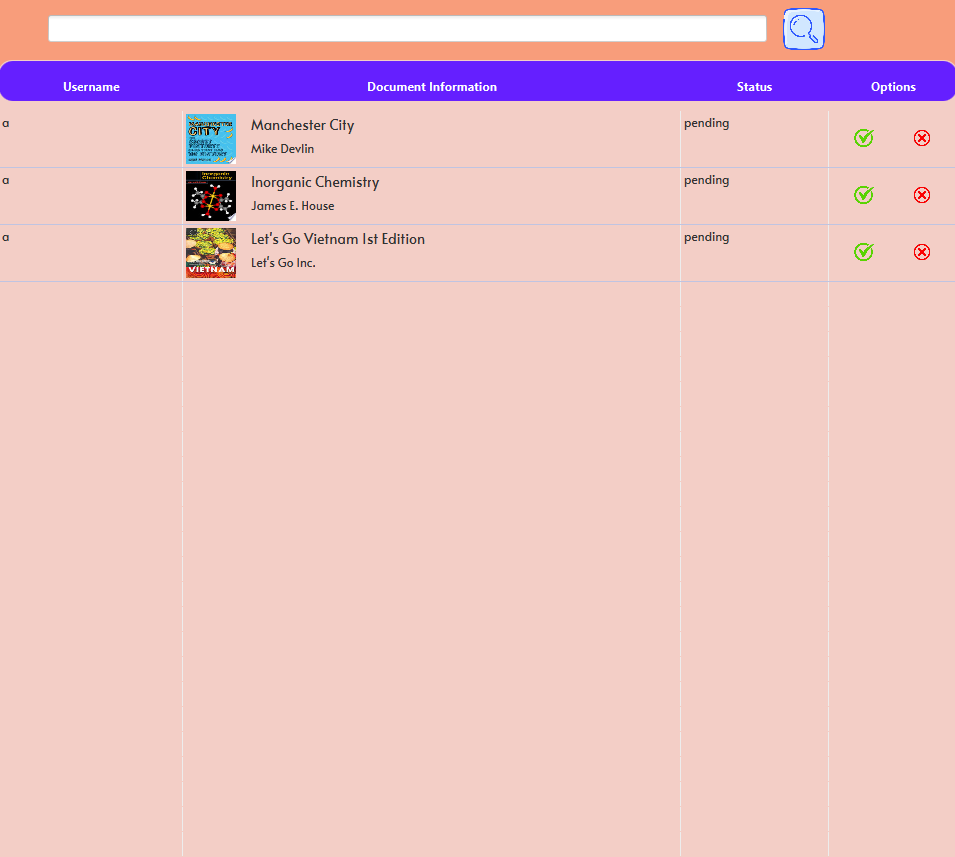 Username Document Information Status Options
a Manchester City pending
Mike Devlin
CITY
a Inorganic Chemistry pending
James E. House
Inorganic
Chemistry
a Let's Go Vietnam 1st Edition pending
Let's Go Inc.
VIETNAM